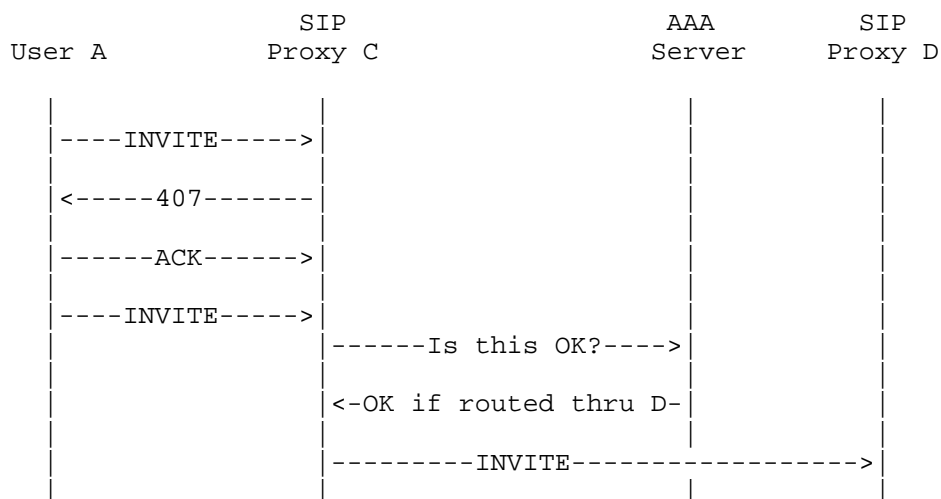 SIP AAA SIP
User A Proxy C Server Proxy D
----INVITE----->
<-----407-------
------ACK------>
----INVITE----->
------Is this OK?---->
<-OK if routed thru D-
---------INVITE------------------>